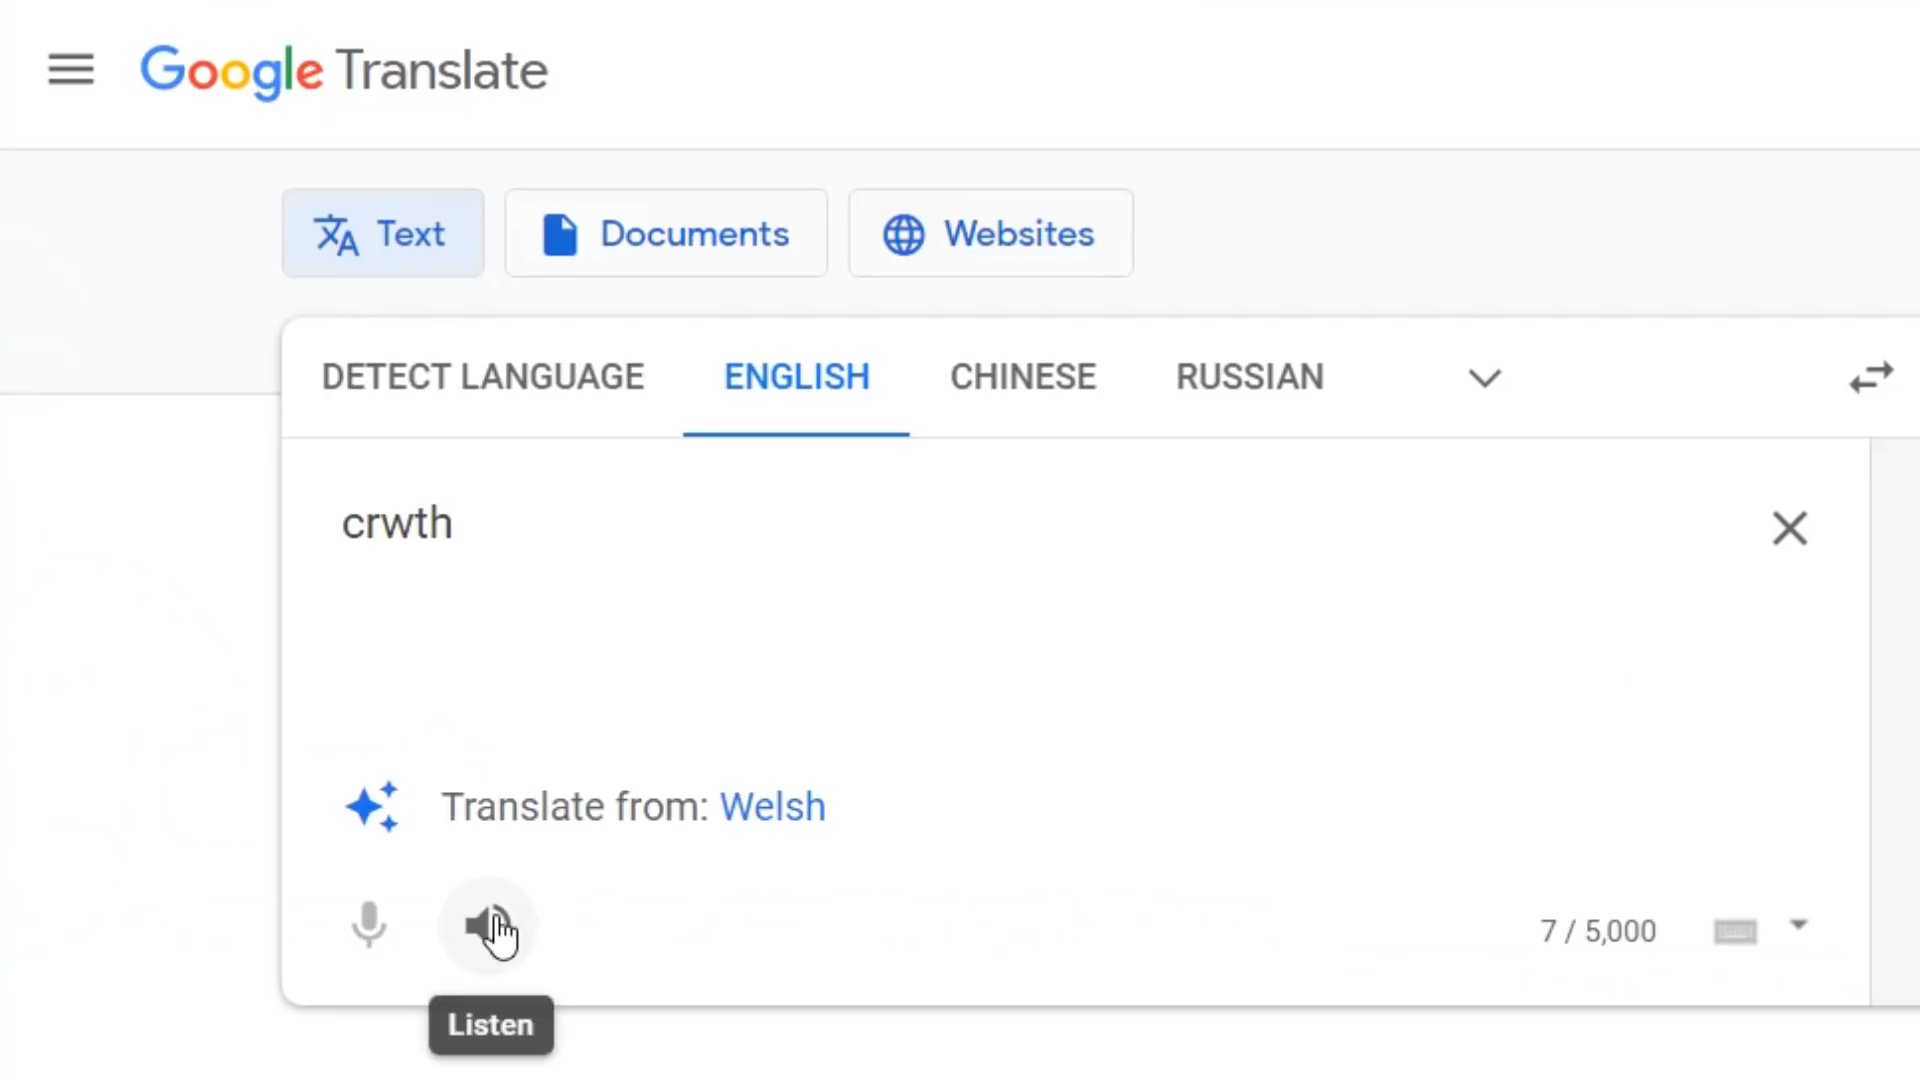 Google Translate
Text Documents Websites
DETECT LANGUAGE ENGLISH CHINESE RUSSIAN
crwth
Translate from: Welsh
7 / 5,000
Listen